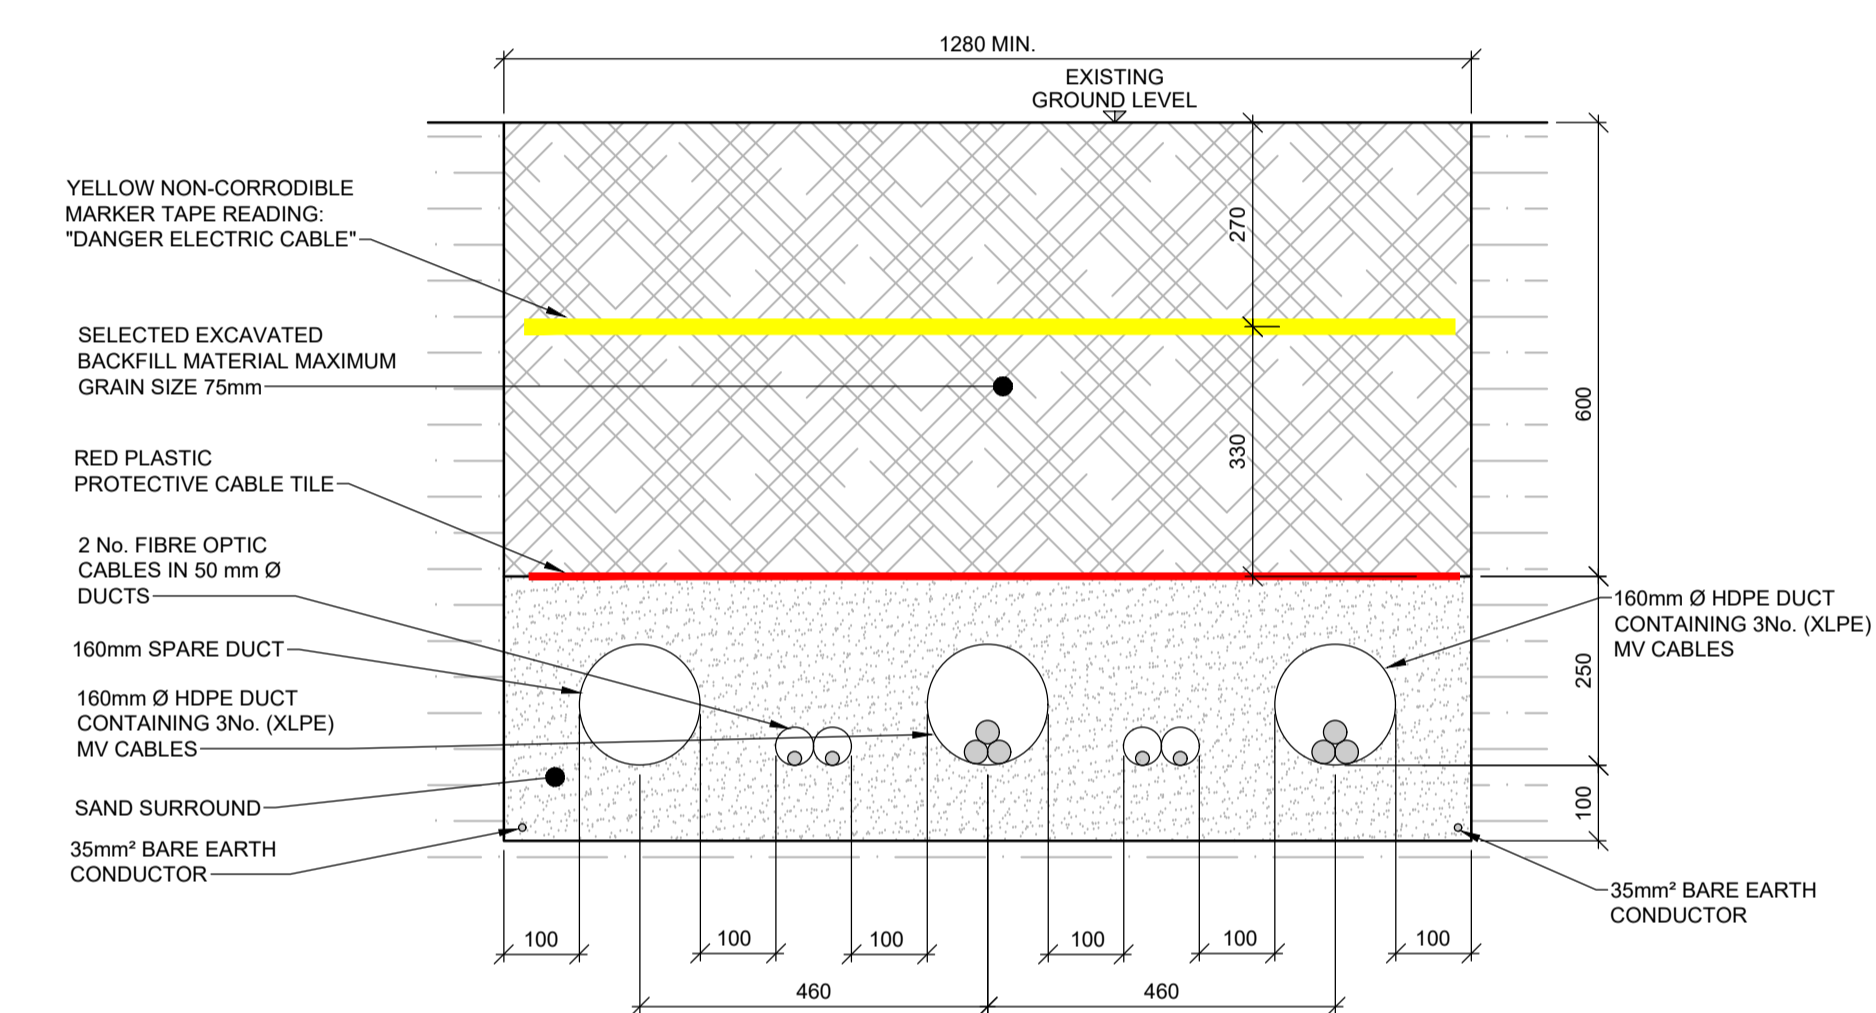 1280 MIN.
EXISTING
GROUND LEVEL
YELLOW NON-CORRODIBLE
MARKER TAPE READING:
"DANGER ELECTRIC CABLE"
270
SELECTED EXCAVATED
BACKFILL MATERIAL MAXIMUM
GRAIN SIZE 75mm
600
330
RED PLASTIC
PROTECTIVE CABLE TILE
2 No. FIBRE OPTIC
CABLES IN 50 mm Ø
DUCTS
160mm Ø HDPE DUCT
CONTAINING 3No. (XLPE)
MV CABLES
160mm SPARE DUCT
250
160mm Ø HDPE DUCT
CONTAINING 3No. (XLPE)
MV CABLES
SAND SURROUND
100
35mm² BARE EARTH
CONDUCTOR
35mm² BARE EARTH
CONDUCTOR
100
100
100
100
100
100
460
460